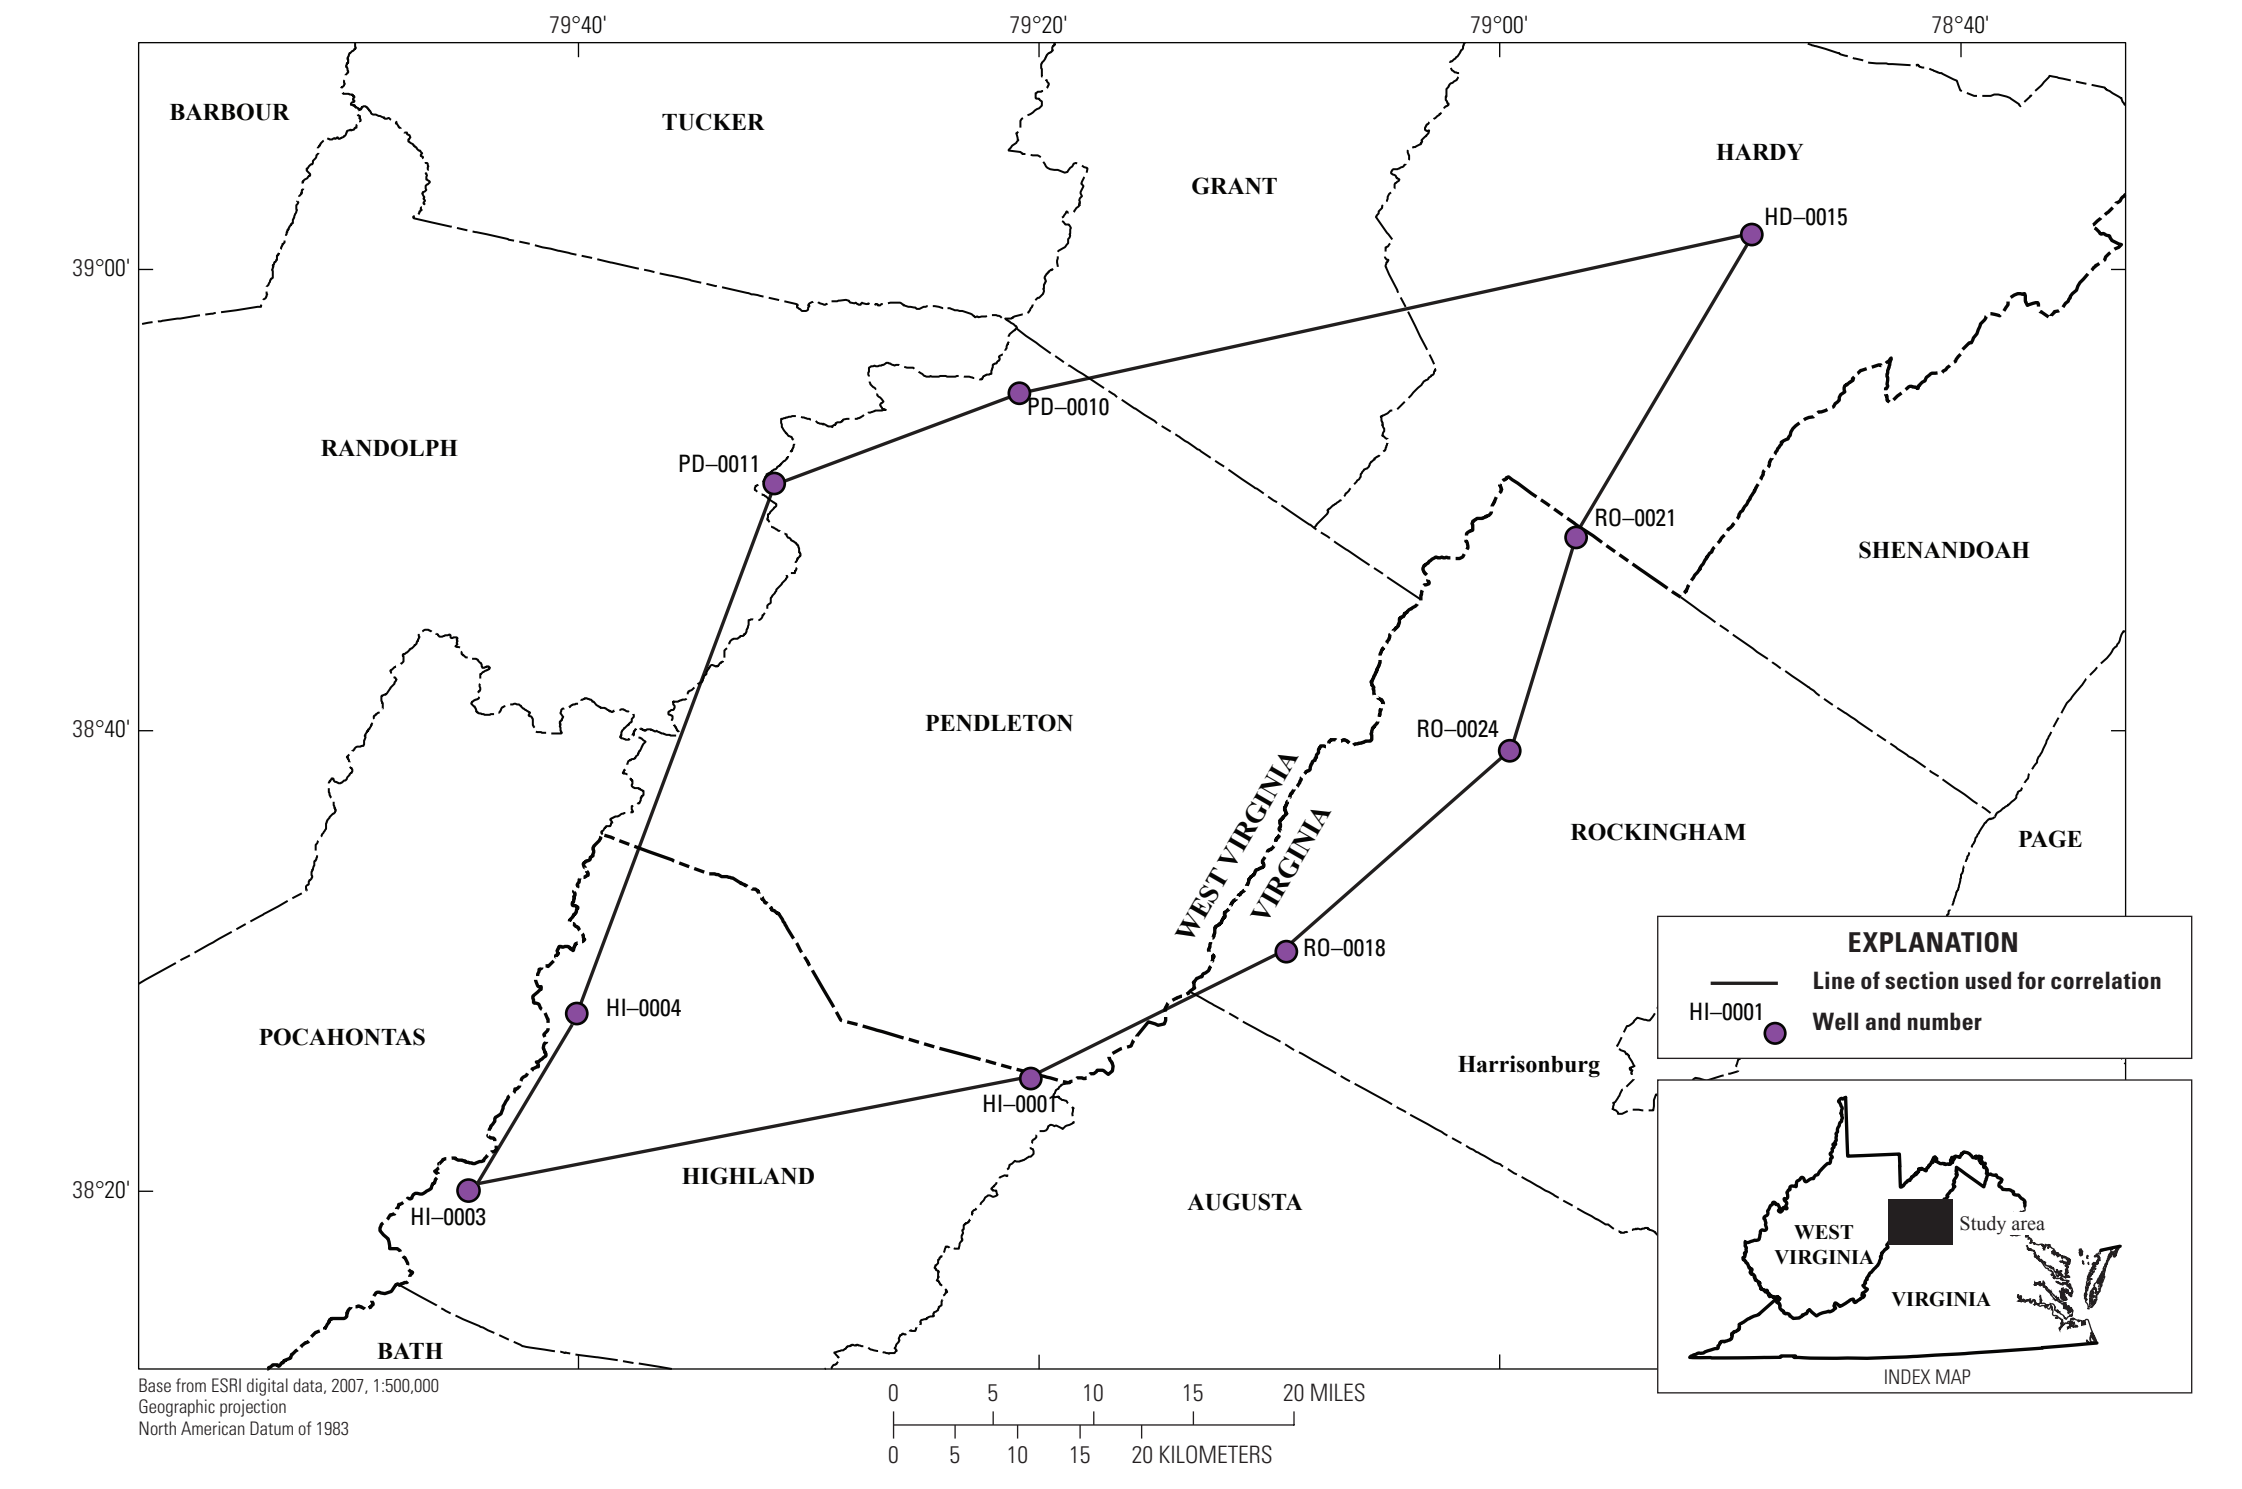 79°40'
79°20'
79°00'
78°40'
BARBOUR
TUCKER
HARDY
GRANT
HD–0015
39°00'
PD–0010
RANDOLPH
PD–0011
RO–0021
SHENANDOAH
PENDLETON
38°40'
RO–0024
WEST VIRGINIA
VIRGINIA
ROCKINGHAM
PAGE
RO–0018
HI–0004
POCAHONTAS
Harrisonburg
HI–0001
HIGHLAND
38°20'
AUGUSTA
HI–0003
BATH
EXPLANATION
Line of section used for correlation
HI–0001
Well and number
WEST
VIRGINIA
Study area
VIRGINIA
INDEX MAP
Base from ESRI digital data, 2007, 1:500,000
Geographic projection
North American Datum of 1983
0 5 10 15 20 MILES
0 5 10 15 20 KILOMETERS